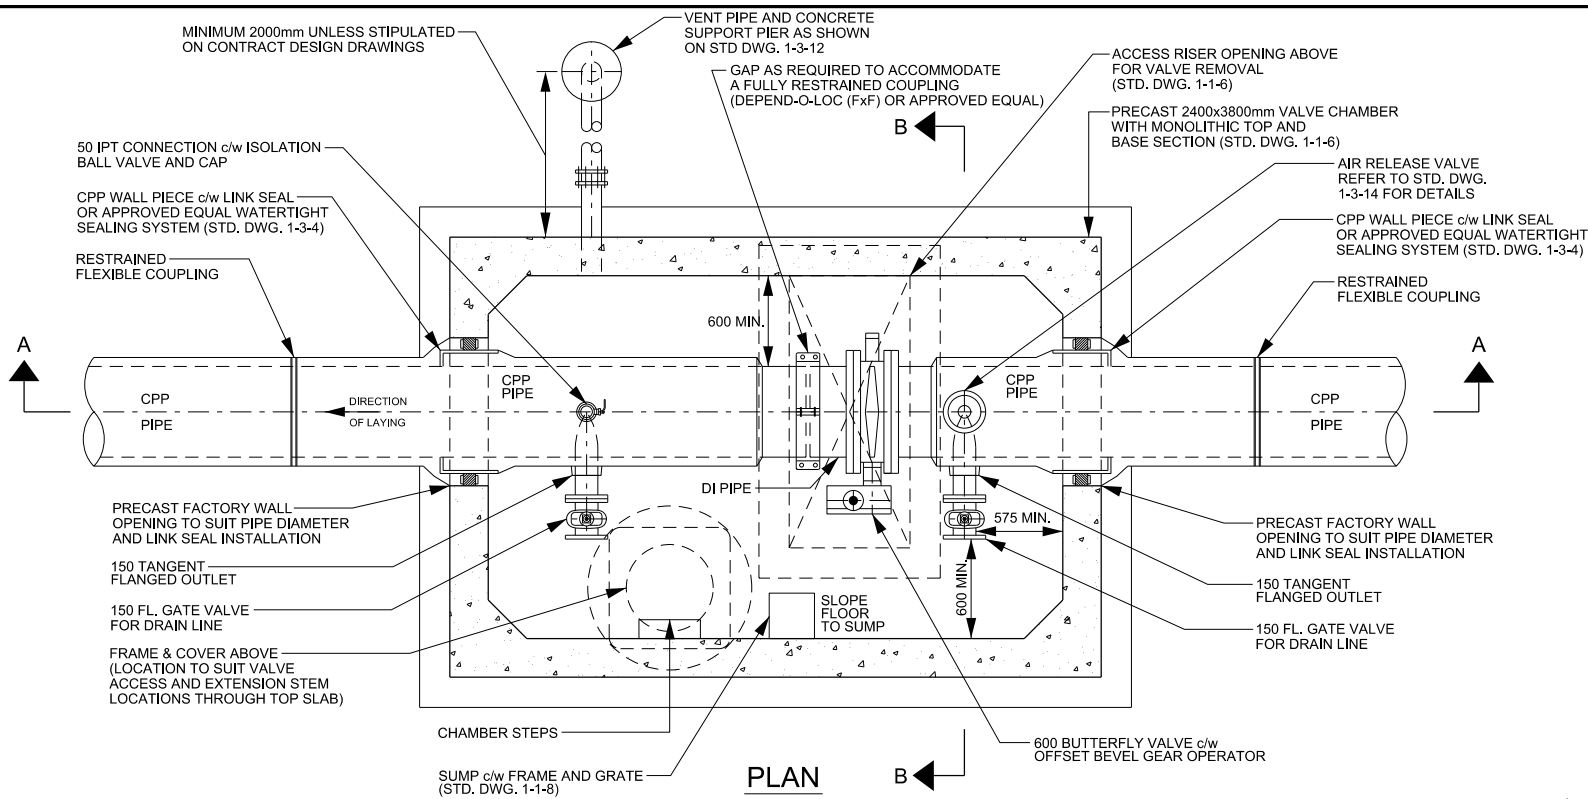 MINIMUM 2000mm UNLESS STIPULATED
ON CONTRACT DESIGN DRAWINGS
VENT PIPE AND CONCRETE
SUPPORT PIER AS SHOWN
ON STD DWG. 1-3-12
GAP AS REQUIRED TO ACCOMMODATE
A FULLY RESTRAINED COUPLING
(DEPEND-O-LOC (FxF) OR APPROVED EQUAL)
ACCESS RISER OPENING ABOVE
FOR VALVE REMOVAL
(STD. DWG. 1-1-6)
B
PRECAST 2400x3800mm VALVE CHAMBER
WITH MONOLITHIC TOP AND
BASE SECTION (STD. DWG. 1-1-6)
50 IPT CONNECTION c/w ISOLATION
BALL VALVE AND CAP
AIR RELEASE VALVE
REFER TO STD. DWG.
1-3-14 FOR DETAILS
CPP WALL PIECE c/w LINK SEAL
OR APPROVED EQUAL WATERTIGHT
SEALING SYSTEM (STD. DWG. 1-3-4)
CPP WALL PIECE c/w LINK SEAL
OR APPROVED EQUAL WATERTIGHT
SEALING SYSTEM (STD. DWG. 1-3-4)
RESTRAINED
FLEXIBLE COUPLING
RESTRAINED
FLEXIBLE COUPLING
600 MIN.
A
A
CPP
PIPE
DIRECTION
OF LAYING
CPP
PIPE
CPP
PIPE
CPP
PIPE
DI PIPE
PRECAST FACTORY WALL
OPENING TO SUIT PIPE DIAMETER
AND LINK SEAL INSTALLATION
575 MIN.
PRECAST FACTORY WALL
OPENING TO SUIT PIPE DIAMETER
AND LINK SEAL INSTALLATION
150 TANGENT
FLANGED OUTLET
150 TANGENT
FLANGED OUTLET
600 MIN.
SLOPE
FLOOR
TO SUMP
150 FL. GATE VALVE
FOR DRAIN LINE
150 FL. GATE VALVE
FOR DRAIN LINE
FRAME & COVER ABOVE
(LOCATION TO SUIT VALVE
ACCESS AND EXTENSION STEM
LOCATIONS THROUGH TOP SLAB)
CHAMBER STEPS
600 BUTTERFLY VALVE c/w
OFFSET BEVEL GEAR OPERATOR
SUMP c/w FRAME AND GRATE
(STD. DWG. 1-1-8)
PLAN
B